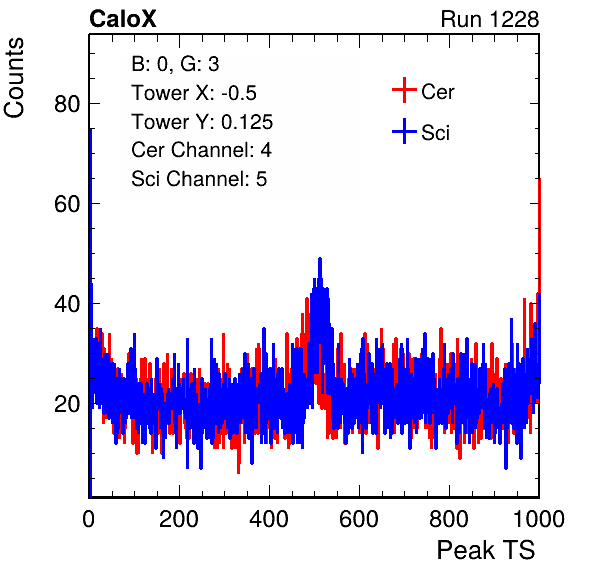 CaloX Run 1228
Counts
B: 0, G: 3
Tower X: -0.5
Tower Y: 0.125
Cer Channel: 4
Sci Channel: 5
Cer
Sci
80
60
40
20
0 200 400 600 800 1000
Peak TS